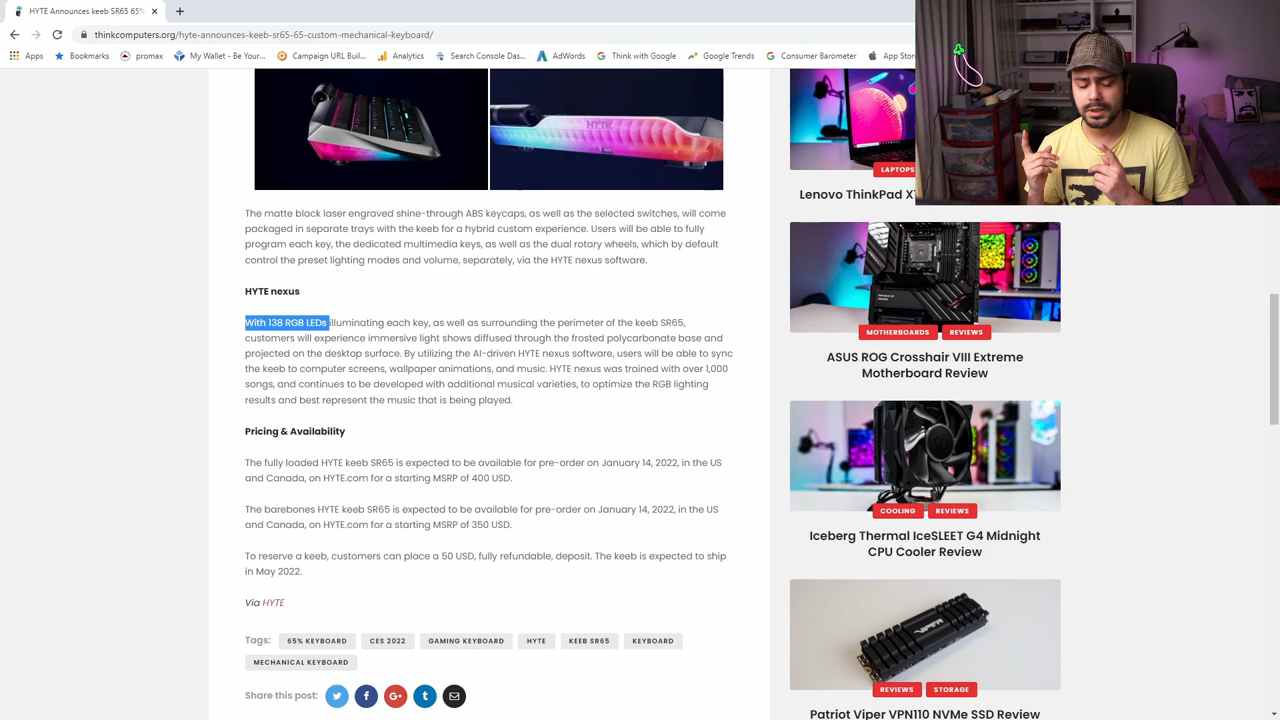 HYTE Announces keeb SR65 65%
thinkcomputers.org/hyte-announces-keeb-sr65-65-custom-mechanical-keyboard/
Apps Bookmarks promax My Wallet - Be Your... Campaign URL Buil... Analytics Search Console Das... AdWords Think with Google Google Trends Consumer Barometer App Stor
HYTE
The matte black laser engraved shine-through ABS keycaps, as well as the selected switches, will come
packaged in separate trays with the keeb for a hybrid custom experience. Users will be able to fully
program each key, the dedicated multimedia keys, as well as the dual rotary wheels, which by default
control the preset lighting modes and volume, separately, via the HYTE nexus software.
HYTE nexus
With 138 RGB LEDs illuminating each key, as well as surrounding the perimeter of the keeb SR65,
customers will experience immersive light shows diffused through the frosted polycarbonate base and
projected on the desktop surface. By utilizing the AI-driven HYTE nexus software, users will be able to sync
the keeb to computer screens, wallpaper animations, and music. HYTE nexus was trained with over 1,000
songs, and continues to be developed with additional musical varieties, to optimize the RGB lighting
results and best represent the music that is being played.
Pricing & Availability
The fully loaded HYTE keeb SR65 is expected to be available for pre-order on January 14, 2022, in the US
and Canada, on HYTE.com for a starting MSRP of 400 USD.
The barebones HYTE keeb SR65 is expected to be available for pre-order on January 14, 2022, in the US
and Canada, on HYTE.com for a starting MSRP of 350 USD.
To reserve a keeb, customers can place a 50 USD, fully refundable, deposit. The keeb is expected to ship
in May 2022.
Via HYTE
Tags: 65% KEYBOARD CES 2022 GAMING KEYBOARD HYTE KEEB SR65 KEYBOARD
MECHANICAL KEYBOARD
Share this post:
LAPTOPS
Lenovo ThinkPad X
MOTHERBOARDS REVIEWS
ASUS ROG Crosshair VIII Extreme
Motherboard Review
COOLING REVIEWS
Iceberg Thermal IceSLEET G4 Midnight
CPU Cooler Review
VIPER
REVIEWS STORAGE
Patriot Viper VPN110 NVMe SSD Review